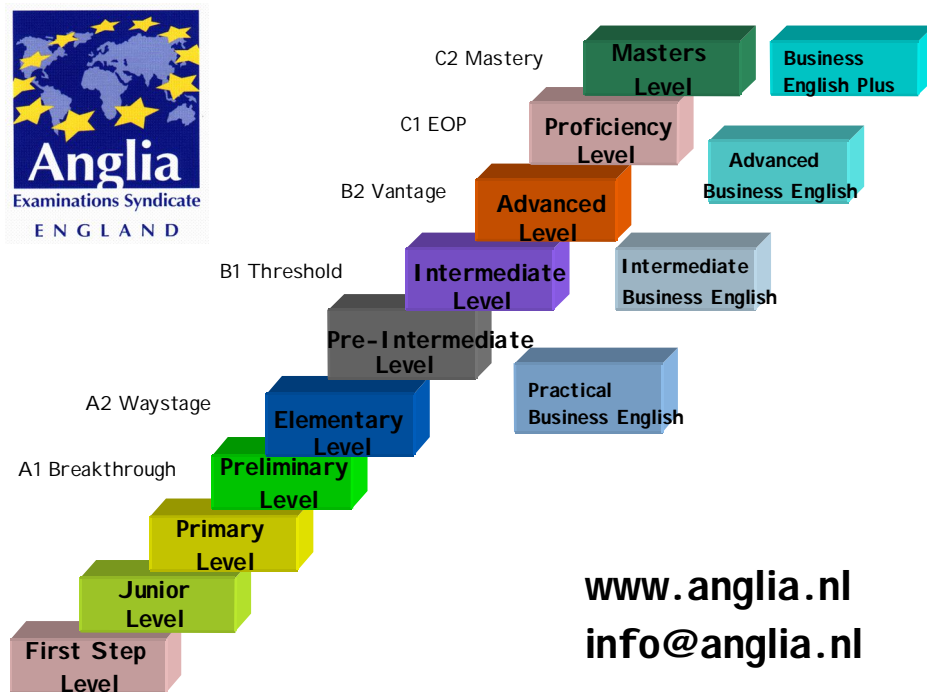 Anglia
Examinations Syndicate
ENGLAND
C2 Mastery
Masters
Level
Business
English Plus
C1 EOP
Proficiency
Level
Advanced
Business English
B2 Vantage
Advanced
Level
B1 Threshold
Intermediate
Level
Intermediate
Business English
Pre-Intermediate
Level
Practical
Business English
A2 Waystage
Elementary
Level
A1 Breakthrough
Preliminary
Level
Primary
Level
Junior
Level
First Step
Level
www.anglia.nl
info@anglia.nl